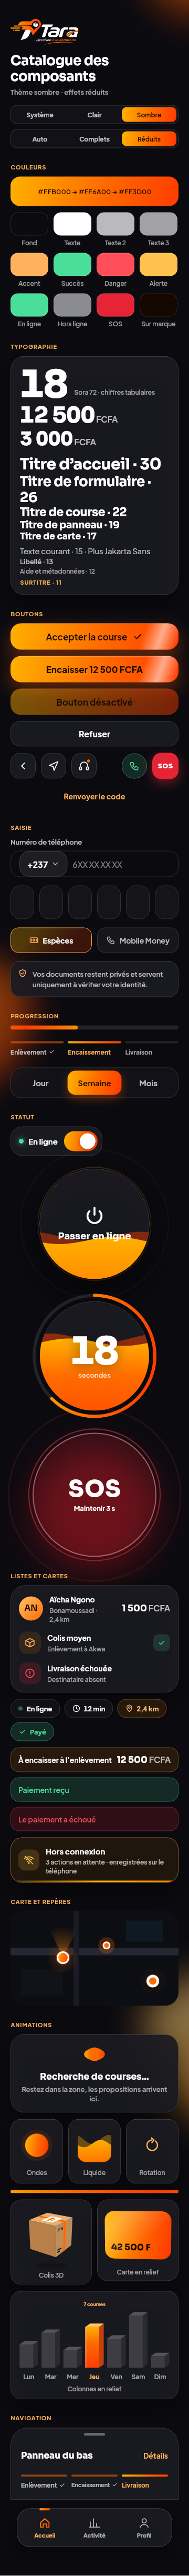 Tara
Livraison à la demande
Catalogue des
composants
Thème sombre · effets réduits
Système Clair Sombre
Auto Complets Réduits
COULEURS
#FFB000 → #FF6A00 → #FF3D00
Fond Texte Texte 2 Texte 3
Accent Succès Danger Alerte
En ligne Hors ligne SOS Sur marque
TYPOGRAPHIE
18 Sora 72 · chiffres tabulaires
12 500 FCFA
3 000 FCFA
Titre d'accueil · 30
Titre de formulaire ·
26
Titre de course · 22
Titre de panneau · 19
Titre de carte · 17
Texte courant · 15 · Plus Jakarta Sans
Libellé · 13
Aide et métadonnées · 12
SURTITRE · 11
BOUTONS
Accepter la course
Encaisser 12 500 FCFA
Bouton désactivé
Refuser
SOS
Renvoyer le code
SAISIE
Numéro de téléphone
+237 6XX XX XX XX
Espèces Mobile Money
Vos documents restent privés et servent
uniquement à vérifier votre identité.
PROGRESSION
Enlèvement Encaissement Livraison
Jour Semaine Mois
STATUT
En ligne
Passer en ligne
18
secondes
SOS
Maintenir 3 s
LISTES ET CARTES
AN
Aïcha Ngono
Bonamoussadi ·
2,4 km
1 500 FCFA
Colis moyen
Enlèvement à Akwa
Livraison échouée
Destinataire absent
En ligne 12 min 2,4 km
Payé
À encaisser à l'enlèvement 12 500 FCFA
Paiement reçu
Le paiement a échoué
Hors connexion
3 actions en attente · enregistrées sur le
téléphone
CARTE ET REPÈRES
ANIMATIONS
Recherche de courses…
Restez dans la zone, les propositions arrivent
ici.
Ondes Liquide Rotation
42 500 F
Colis 3D Carte en relief
7 courses
Lun Mar Mer Jeu Ven Sam Dim
Colonnes en relief
NAVIGATION
Panneau du bas Détails
Enlèvement Encaissement Livraison
Accueil Activité Profil